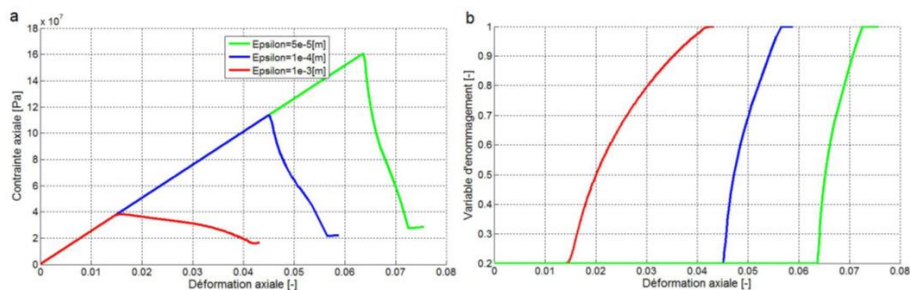 a
x 10⁷
18
16
14
12
10
8
6
4
2
0
Contrainte axiale [Pa]
Epsilon=5e-5[m]
Epsilon=1e-4[m]
Epsilon=1e-3[m]
0 0.01 0.02 0.03 0.04 0.05 0.06 0.07 0.08
Déformation axiale [-]
b
1
0.9
0.8
0.7
0.6
0.5
0.4
0.3
0.2
Variable d'enommagement [-]
0 0.01 0.02 0.03 0.04 0.05 0.06 0.07 0.08
Déformation axiale [-]